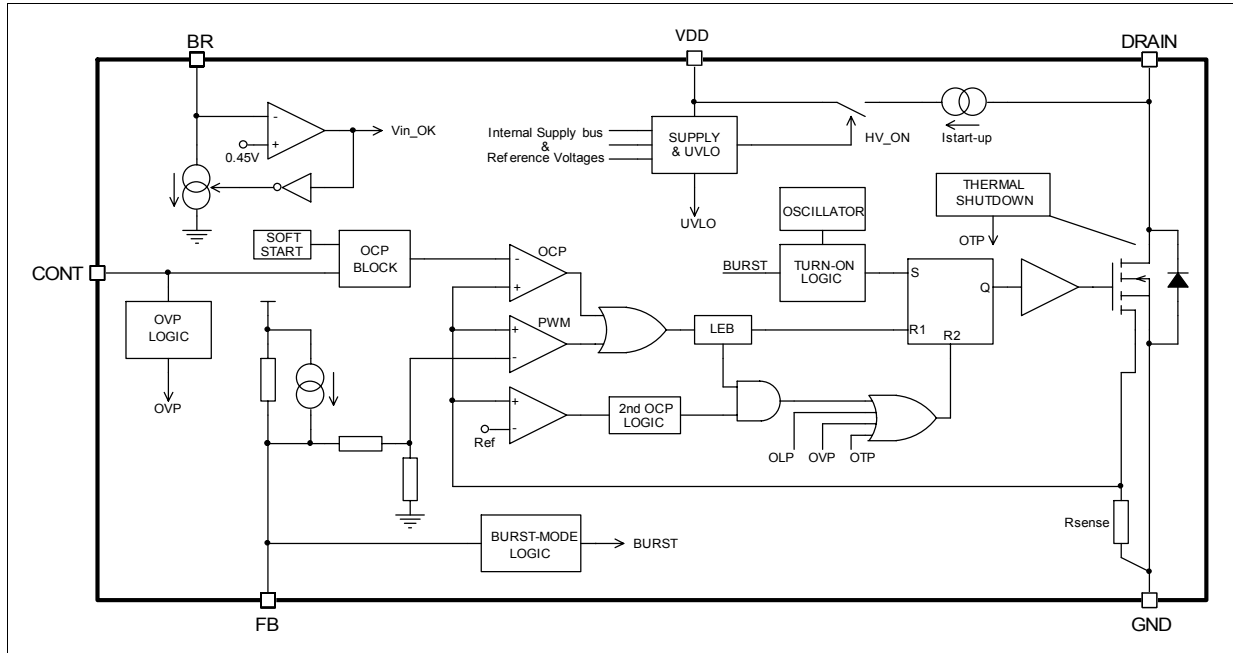 BR
VDD
DRAIN
-
+
0.45V
Vin_OK
Internal Supply bus
&
Reference Voltages
SUPPLY
& UVLO
HV_ON
Istart-up
UVLO
THERMAL
SHUTDOWN
OTP
OSCILLATOR
SOFT
START
OCP
BLOCK
OCP
-
+
CONT
BURST
TURN-ON
LOGIC
S
Q
R1
R2
OVP
LOGIC
OVP
PWM
+
-
LEB
+
-
Ref
2nd OCP
LOGIC
OLP
OVP
OTP
Rsense
BURST-MODE
LOGIC
BURST
FB
GND